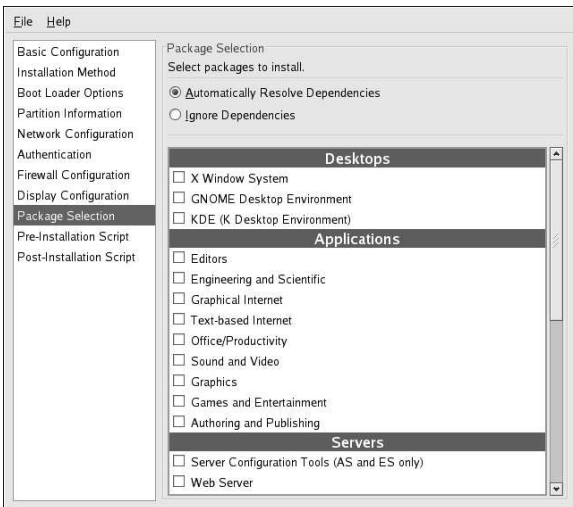 File Help
Basic Configuration
Installation Method
Boot Loader Options
Partition Information
Network Configuration
Authentication
Firewall Configuration
Display Configuration
Package Selection
Pre-Installation Script
Post-Installation Script
Package Selection
Select packages to install.
Automatically Resolve Dependencies
Ignore Dependencies
Desktops
X Window System
GNOME Desktop Environment
KDE (K Desktop Environment)
Applications
Editors
Engineering and Scientific
Graphical Internet
Text-based Internet
Office/Productivity
Sound and Video
Graphics
Games and Entertainment
Authoring and Publishing
Servers
Server Configuration Tools (AS and ES only)
Web Server